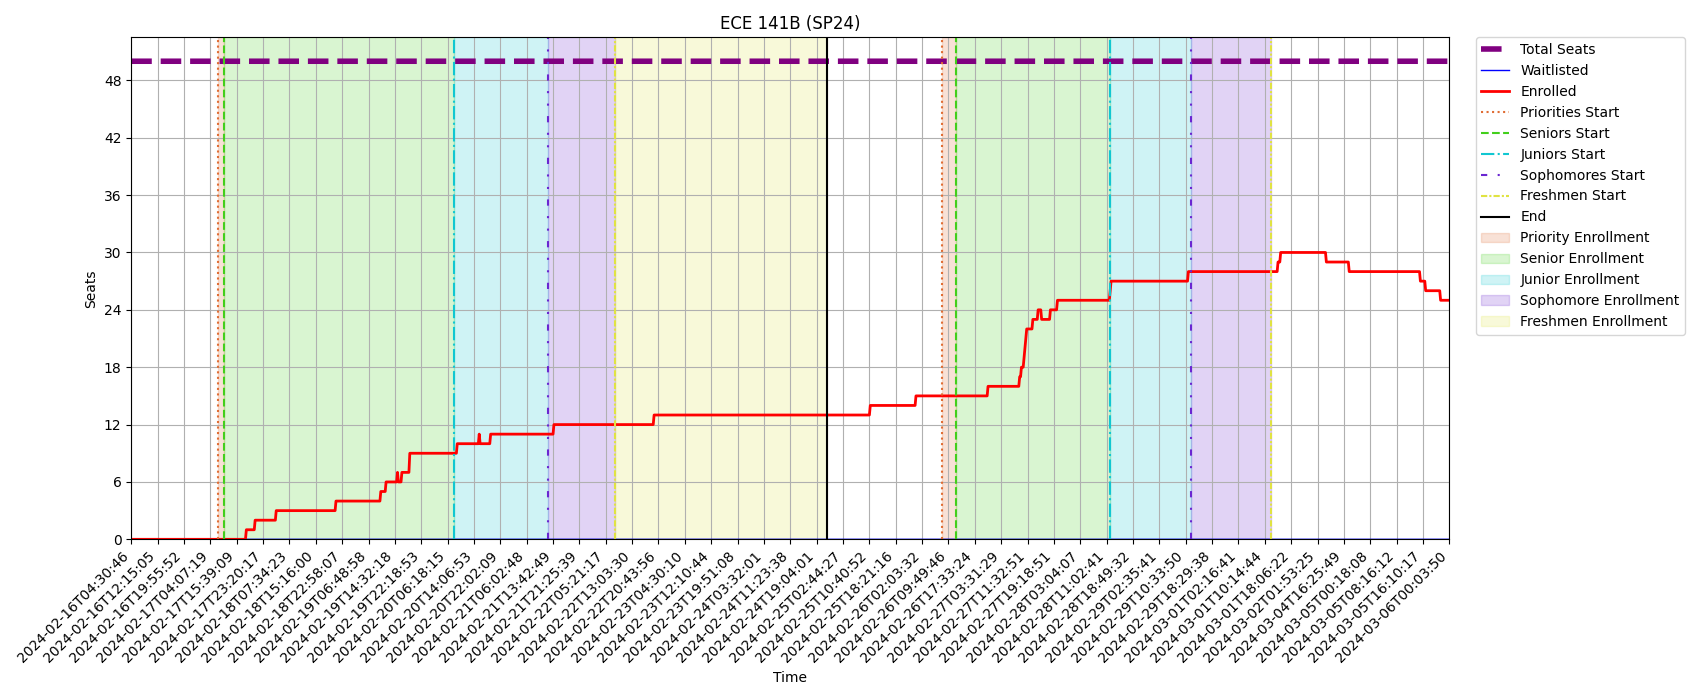 ECE 141B (SP24)
Total Seats
Waitlisted
Enrolled
Priorities Start
Seniors Start
Juniors Start
Sophomores Start
Freshmen Start
End
Priority Enrollment
Senior Enrollment
Junior Enrollment
Sophomore Enrollment
Freshmen Enrollment
Seats
48
42
36
30
24
18
12
6
0
2024-02-16T04:30:46
2024-02-16T12:15:05
2024-02-16T19:55:52
2024-02-17T04:07:19
2024-02-17T15:39:09
2024-02-17T23:20:17
2024-02-18T07:34:23
2024-02-18T15:16:00
2024-02-18T22:58:07
2024-02-19T06:48:58
2024-02-19T14:32:18
2024-02-19T22:18:53
2024-02-20T06:18:15
2024-02-20T14:06:53
2024-02-20T22:02:09
2024-02-21T06:02:48
2024-02-21T13:42:49
2024-02-21T21:25:39
2024-02-22T05:21:17
2024-02-22T13:03:30
2024-02-22T20:43:56
2024-02-23T04:30:10
2024-02-23T12:10:44
2024-02-23T19:51:08
2024-02-24T03:32:01
2024-02-24T11:23:38
2024-02-24T19:04:01
2024-02-25T02:44:27
2024-02-25T10:40:52
2024-02-25T18:21:16
2024-02-26T02:03:32
2024-02-26T09:49:46
2024-02-26T17:33:24
2024-02-27T03:31:29
2024-02-27T11:32:51
2024-02-27T19:18:51
2024-02-28T03:04:07
2024-02-28T11:02:41
2024-02-28T18:49:32
2024-02-29T02:35:41
2024-02-29T10:33:50
2024-02-29T18:29:38
2024-03-01T02:16:41
2024-03-01T10:14:44
2024-03-01T18:06:22
2024-03-02T01:53:25
2024-03-04T16:25:49
2024-03-05T00:18:08
2024-03-05T08:16:12
2024-03-05T16:10:17
2024-03-06T00:03:50
Time